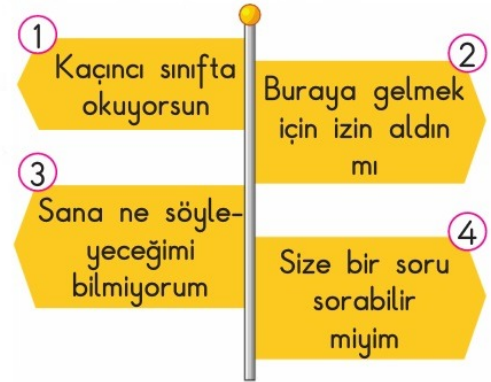 1
Kaçıncı sınıfta
okuyorsun
2
Buraya gelmek
için izin aldın
mı
3
Sana ne söyle-
yeceğimi
bilmiyorum
4
Size bir soru
sorabilir
miyim